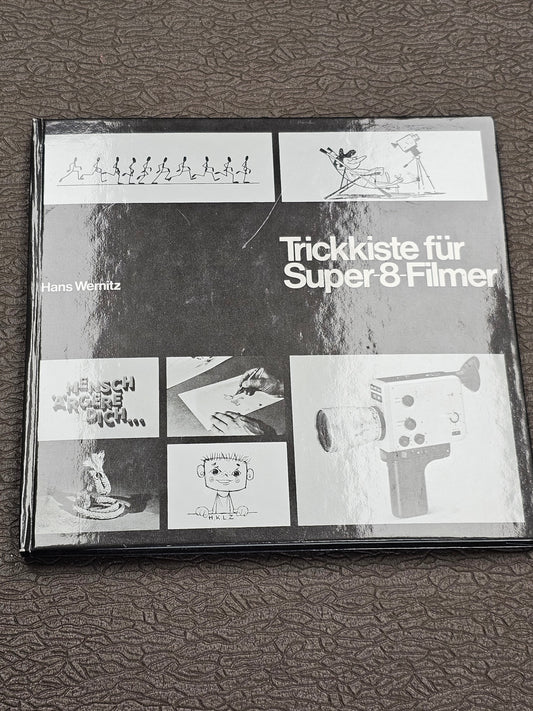 Trickkiste für
Super-8-Filmer
Hans Wernitz
MENSCH
ÄRGERE
DICH...
H.K.L.Z